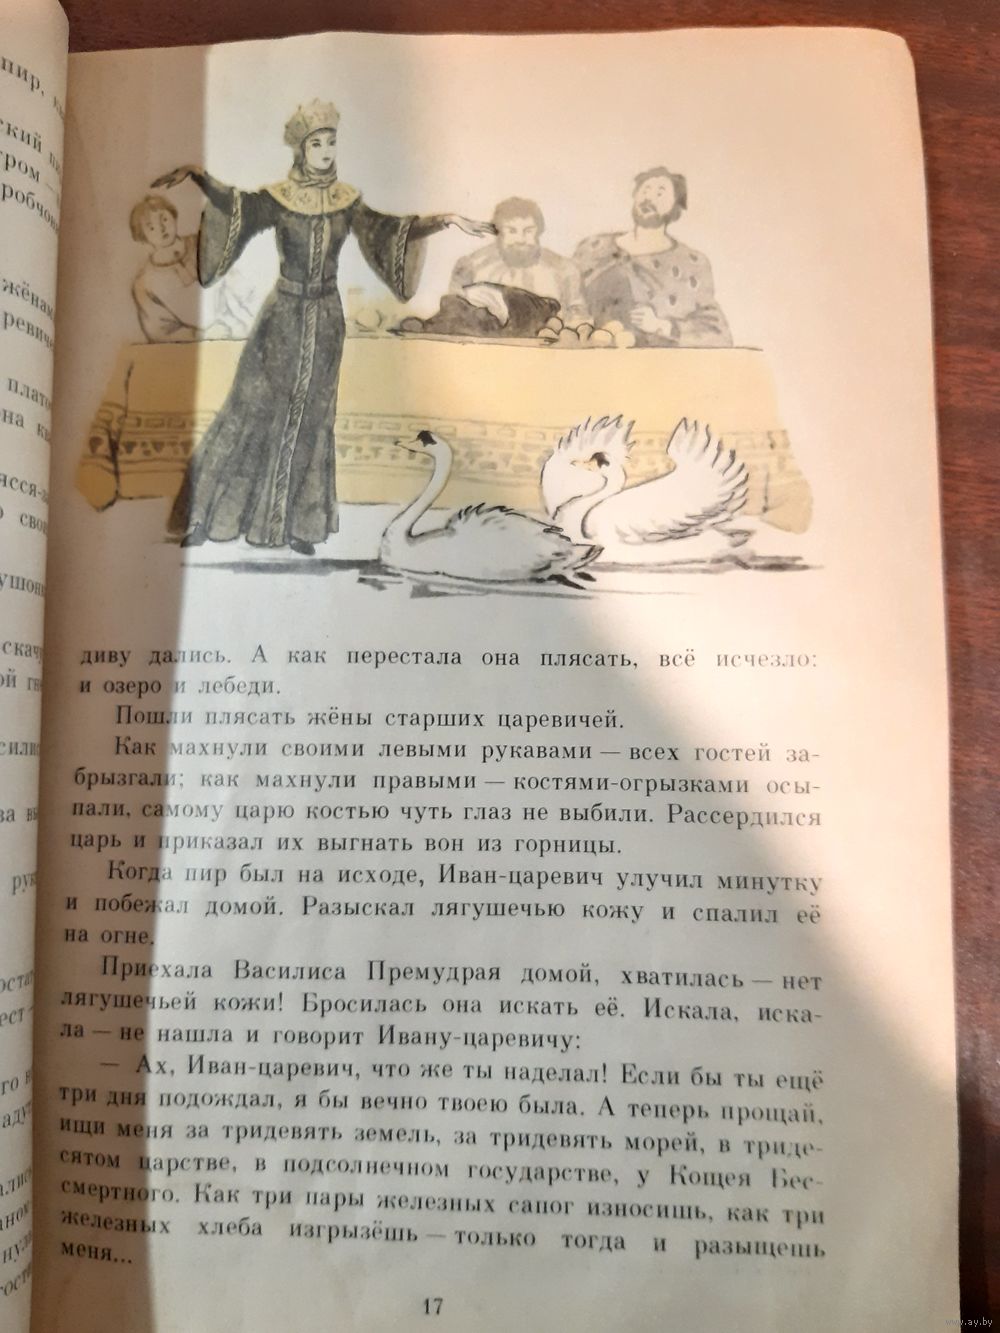 диву дались. А как перестала она плясать, всё исчезло:
и озеро и лебеди.
Пошли плясать жёны старших царевичей.
Как махнули своими левыми рукавами — всех гостей за-
брызгали; как махнули правыми — костями-огрызками осы-
пали, самому царю костью чуть глаз не выбили. Рассердился
царь и приказал их выгнать вон из горницы.
Когда пир был на исходе, Иван-царевич улучил минутку
и побежал домой. Разыскал лягушечью кожу и спалил её
на огне.
Приехала Василиса Премудрая домой, хватилась — нет
лягушечьей кожи! Бросилась она искать её. Искала, иска-
ла — не нашла и говорит Ивану-царевичу:
— Ах, Иван-царевич, что же ты наделал! Если бы ты ещё
три дня подождал, я бы вечно твоею была. А теперь прощай,
ищи меня за тридевять земель, за тридевять морей, в триде-
сятом царстве, в подсолнечном государстве, у Кощея Бес-
смертного. Как три пары железных сапог износишь, как три
железных хлеба изгрызёшь — только тогда и разыщешь
меня...
17
www.ay.by